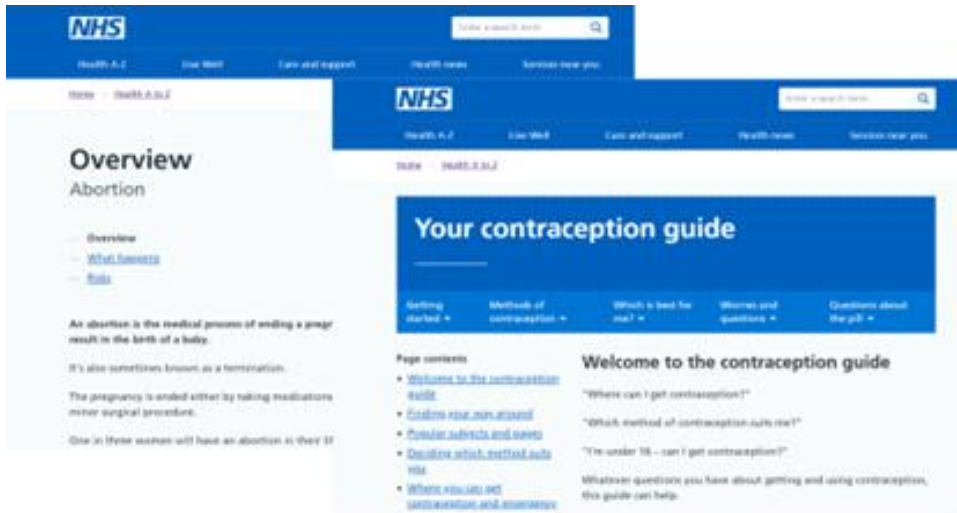 NHS
Enter a search term
Health A-Z Live Well Care and support Health news Services near you
Home Health A to Z
Overview
Abortion
Overview
What happens
Risks
An abortion is the medical process of ending a
result in the birth of a baby.
It's also sometimes known as a termination.
The pregnancy is ended either by taking medications
minor surgical procedure.
One in three women will have an abortion in their
NHS
Enter a search term
Health A-Z Live Well Care and support Health news Services near you
Home Health A to Z
Your contraception guide
Getting started Methods of contraception Which is best for me? Worries and questions Questions about the pill
Page contents
Welcome to the contraception
guide
Finding your way around
Popular subjects and pages
Deciding which method suits
you
Where you can get
contraception and emergency
Welcome to the contraception guide
"Where can I get contraception?"
"Which method of contraception suits me?"
"I'm under 16 – can I get contraception?"
Whatever questions you have about getting and using contraception,
this guide can help.